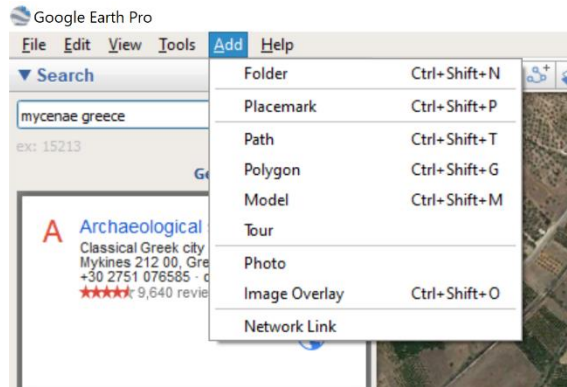 Google Earth Pro
File Edit View Tools Add Help
Search
mycenae greece
ex: 15213
Folder Ctrl+Shift+N
Placemark Ctrl+Shift+P
Path Ctrl+Shift+T
Polygon Ctrl+Shift+G
Model Ctrl+Shift+M
Tour
Photo
Image Overlay Ctrl+Shift+O
Network Link
A Archaeological
Classical Greek city
Mykines 212 00, Gre
+30 2751 076585 ·
9,640 revie